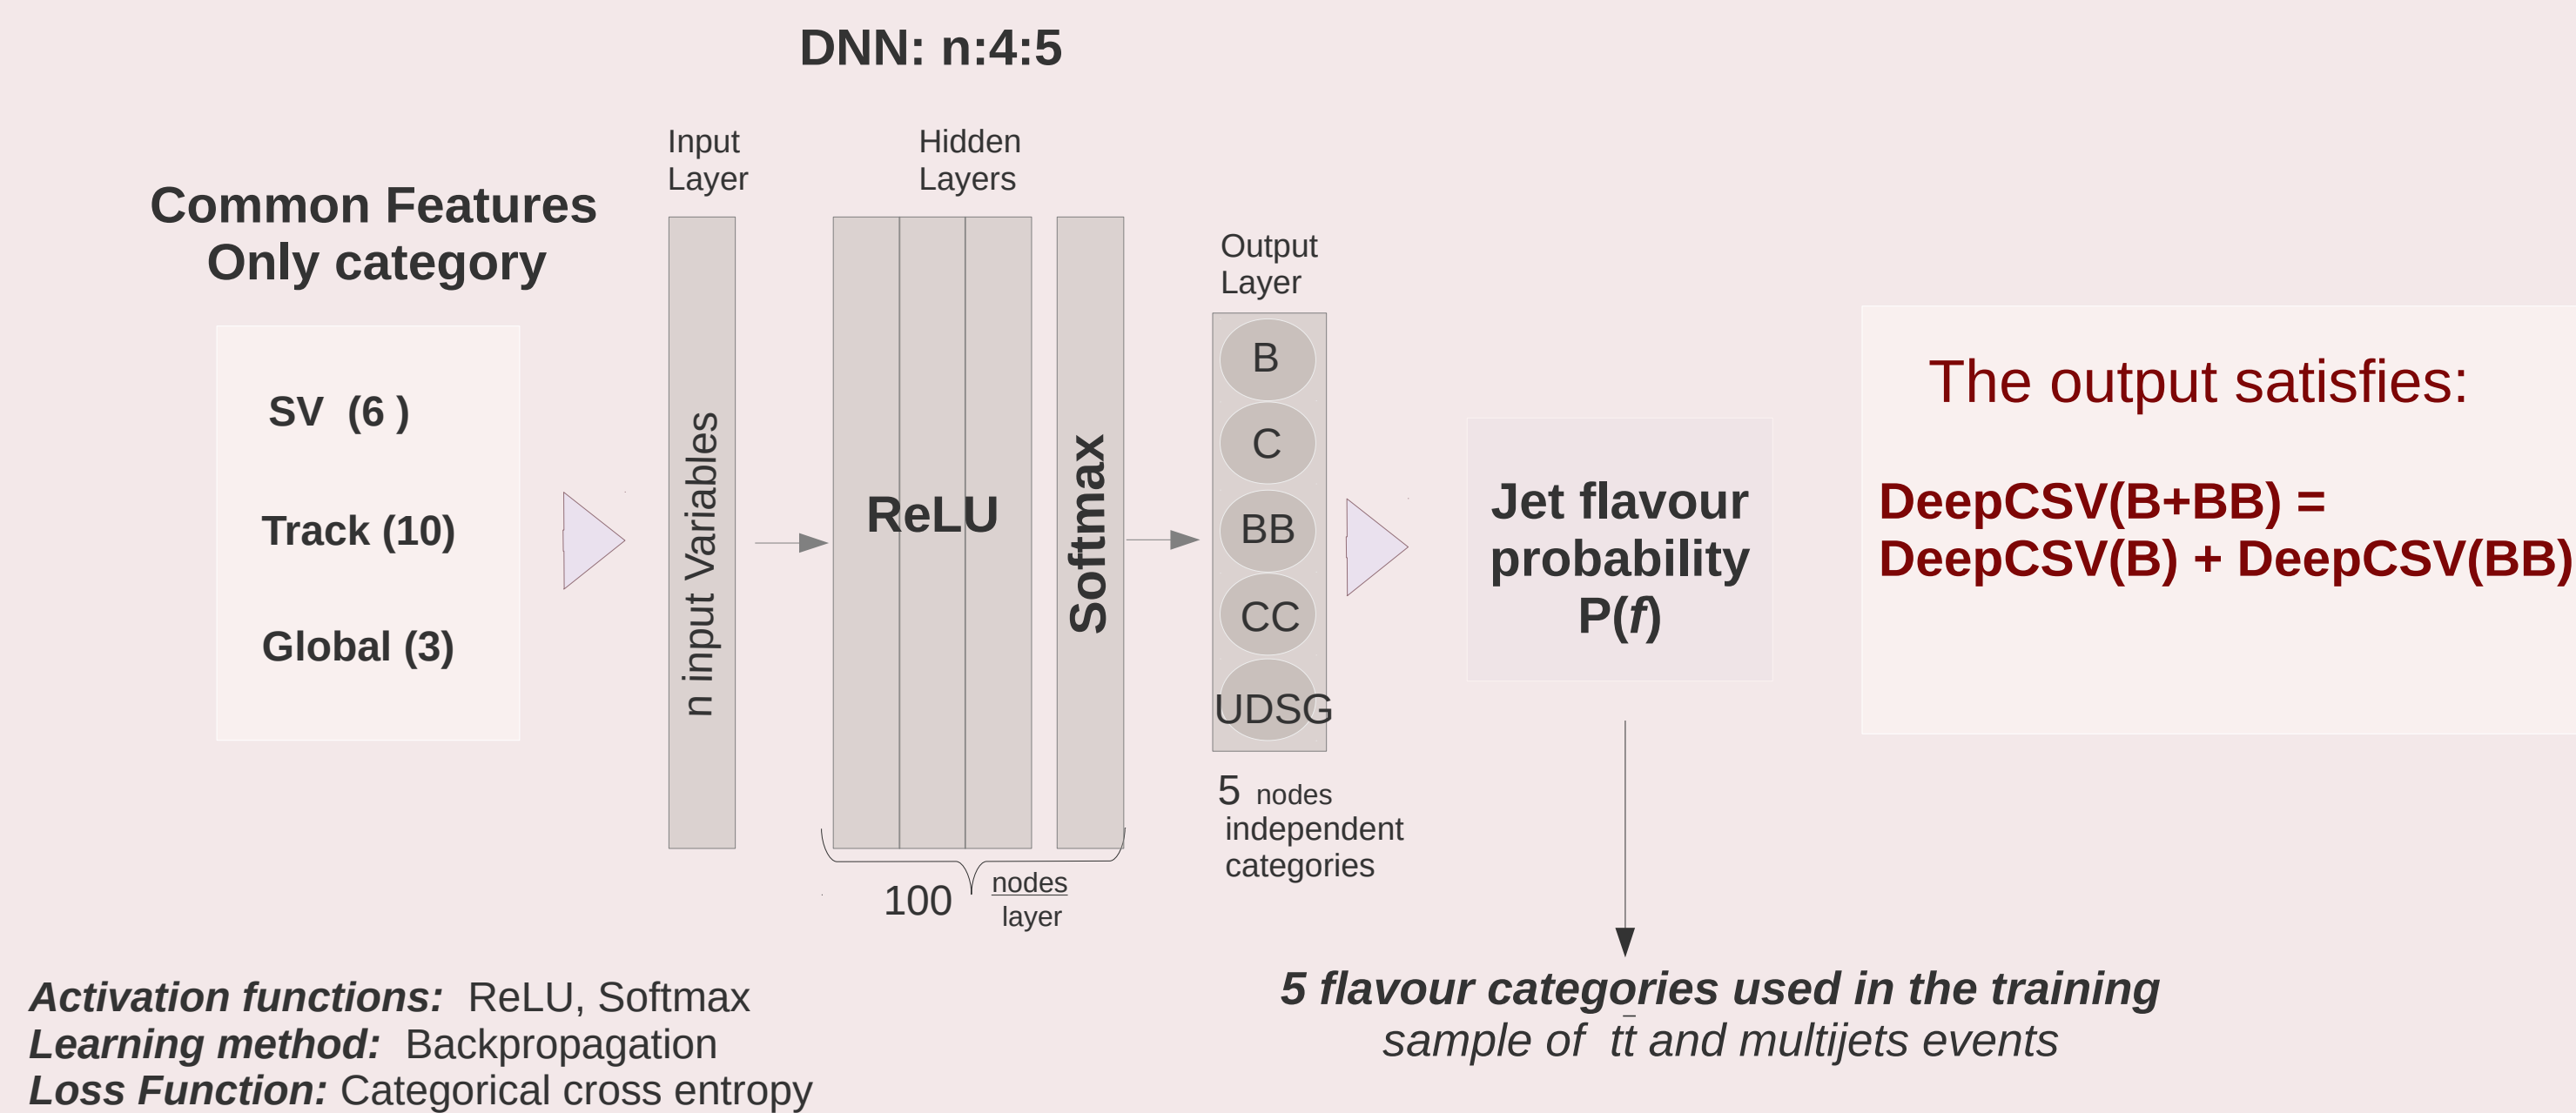 DNN: n:4:5
Common Features
Only category
SV (6 )
Track (10)
Global (3)
Input
Layer
n input Variables
Hidden
Layers
ReLU
Softmax
100 nodes
layer
Output
Layer
B
C
BB
CC
UDSG
5 nodes
independent
categories
Jet flavour
probability
P(f)
The output satisfies:
DeepCSV(B+BB) =
DeepCSV(B) + DeepCSV(BB)
5 flavour categories used in the training
sample of tt̅ and multijets events
Activation functions: ReLU, Softmax
Learning method: Backpropagation
Loss Function: Categorical cross entropy